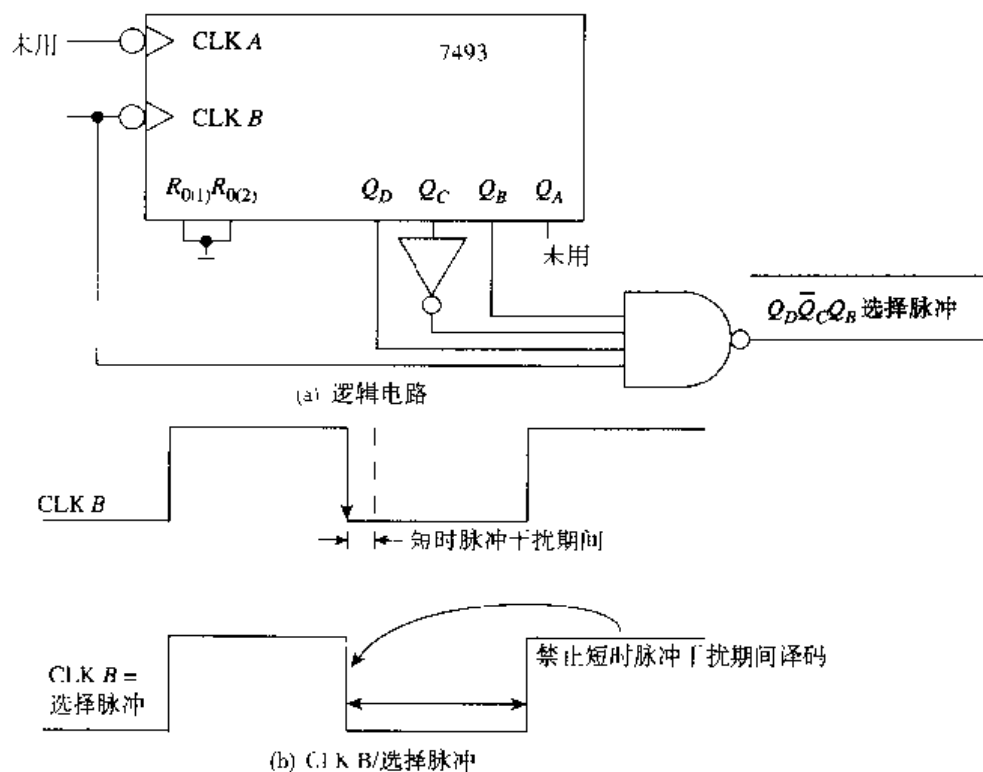 未用
CLK A
7493
CLK B
R0(1) R0(2)
QD
QC
QB
QA
未用
QD Q̄C QB 选择脉冲
(a) 逻辑电路
CLK B
短时脉冲干扰期间
禁止短时脉冲干扰期间译码
CLK B =
选择脉冲
(b) CLK B/选择脉冲